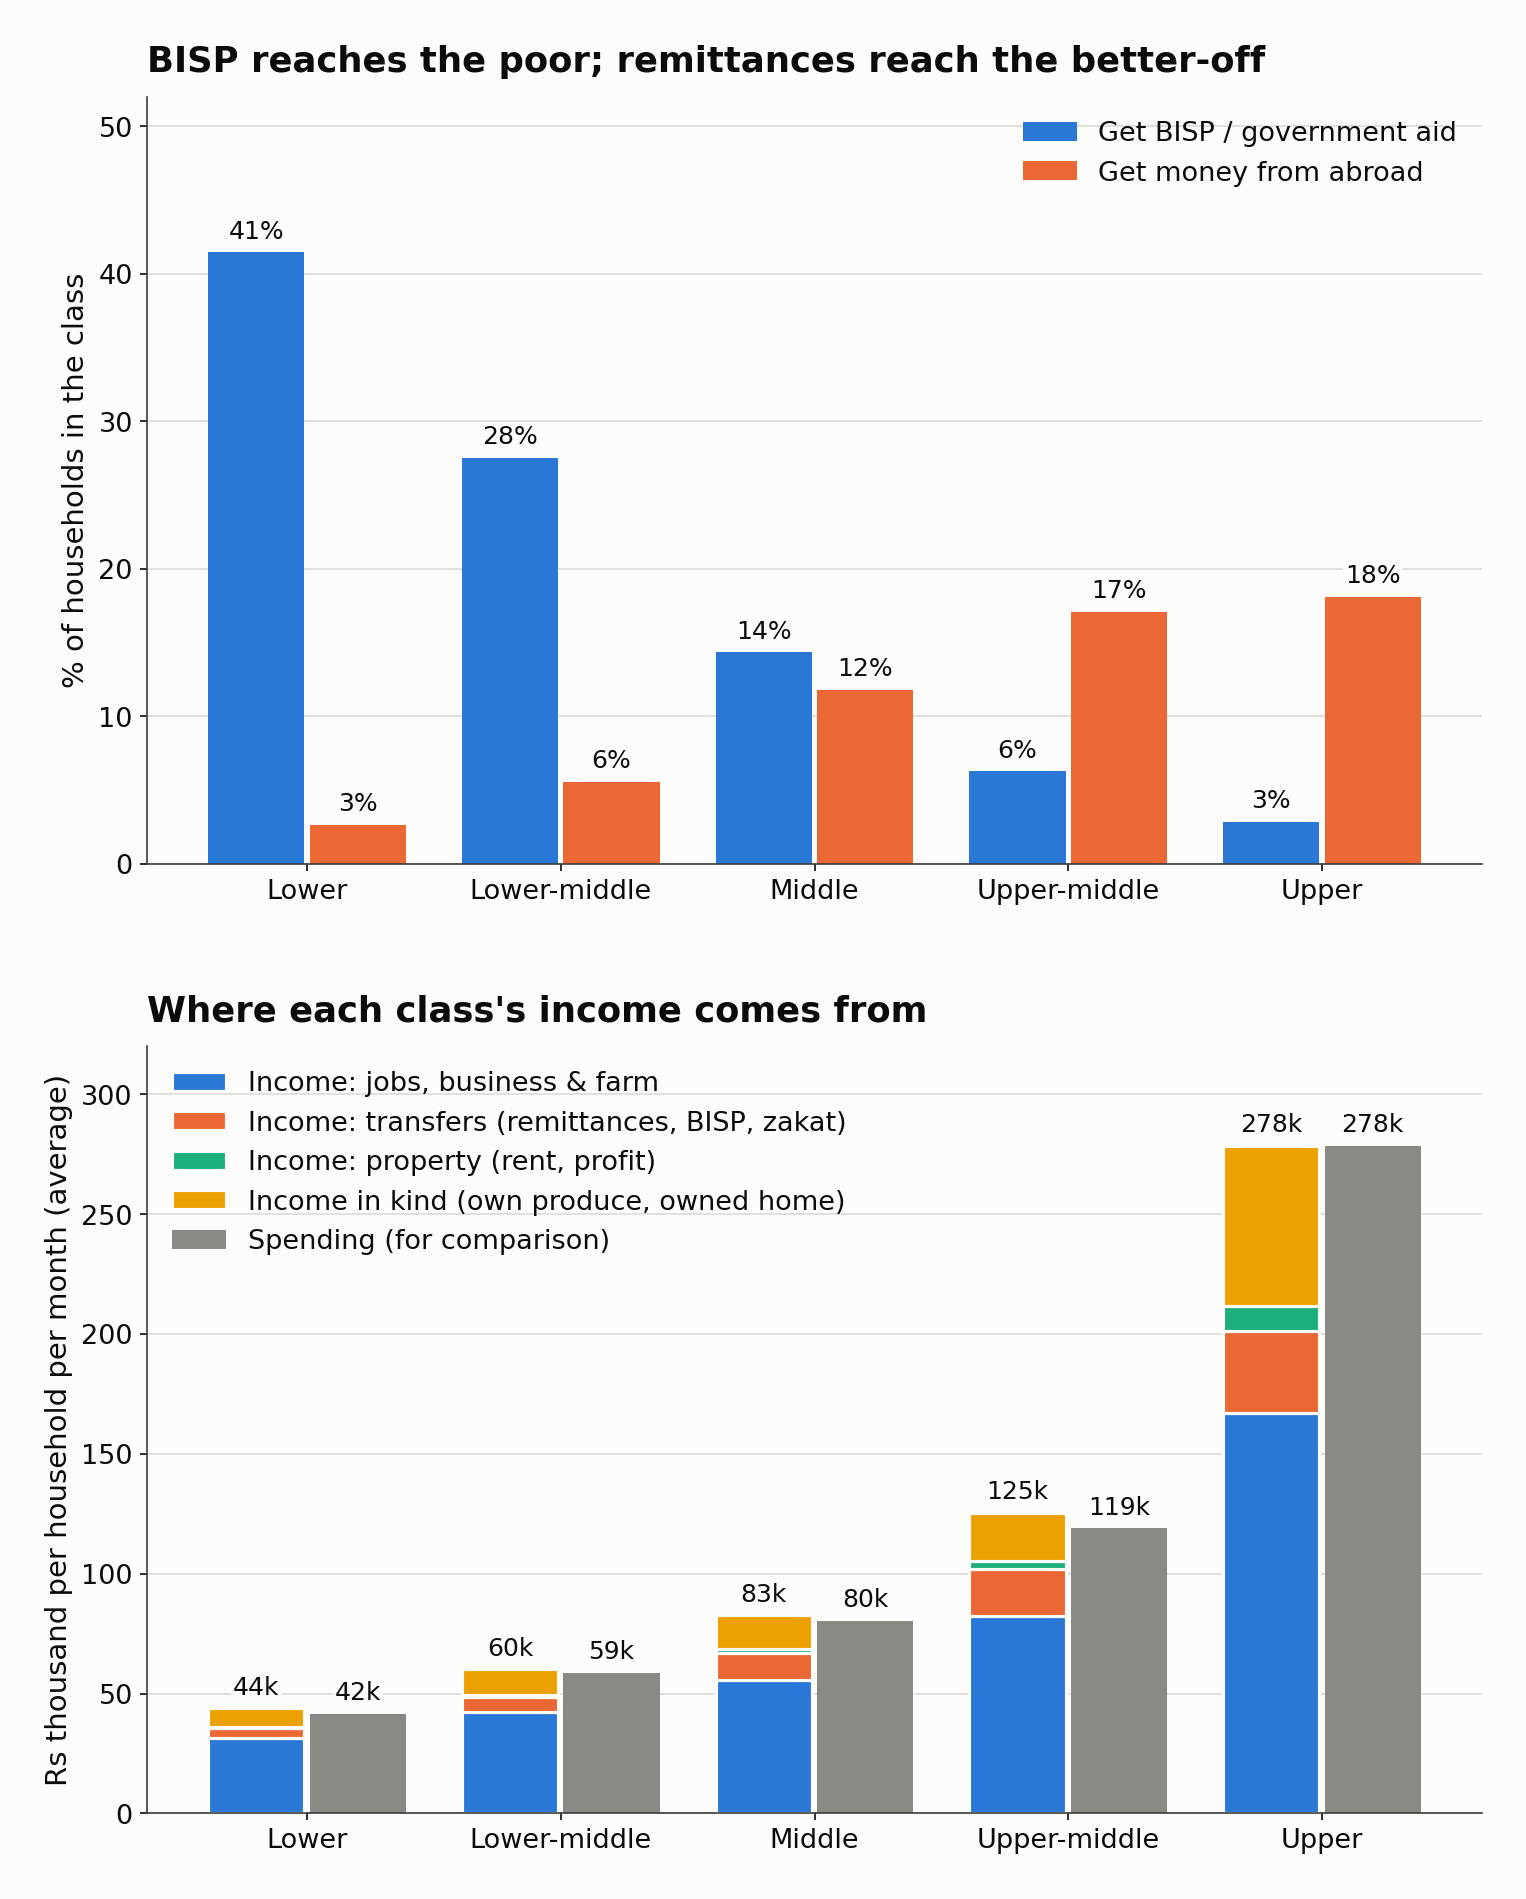 BISP reaches the poor; remittances reach the better-off
% of households in the class
50
40
30
20
10
0
Get BISP / government aid
Get money from abroad
41%
3%
28%
6%
14%
12%
6%
17%
3%
18%
Lower
Lower-middle
Middle
Upper-middle
Upper
Where each class's income comes from
Rs thousand per household per month (average)
300
250
200
150
100
50
0
Income: jobs, business & farm
Income: transfers (remittances, BISP, zakat)
Income: property (rent, profit)
Income in kind (own produce, owned home)
Spending (for comparison)
44k
42k
60k
59k
83k
80k
125k
119k
278k
278k
Lower
Lower-middle
Middle
Upper-middle
Upper